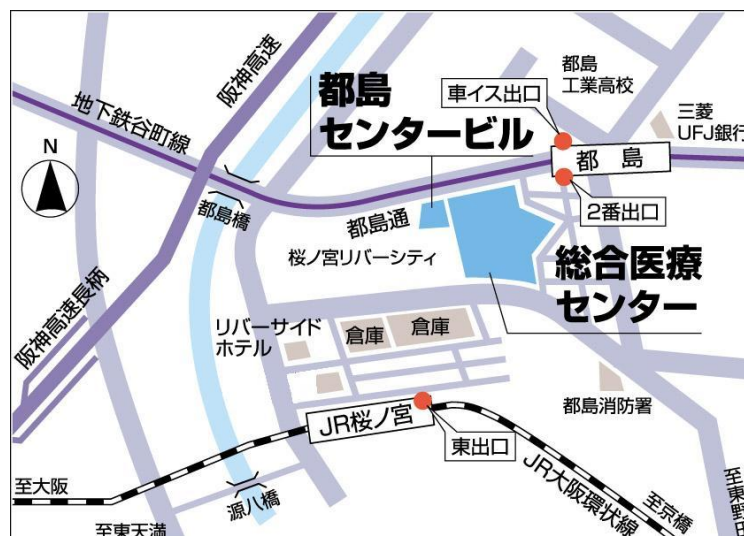 阪神高速
地下鉄谷町線
都島
センタービル
車イス出口
都島
工業高校
三菱
UFJ銀行
都島
2番出口
N
都島橋
都島通
桜ノ宮リバーシティ
総合医療
センター
阪神高速長柄
リバーサイド
ホテル
倉庫
倉庫
都島消防署
JR桜ノ宮
東出口
JR大阪環状線
至大阪
源八橋
至東天満
至京橋
至東野田